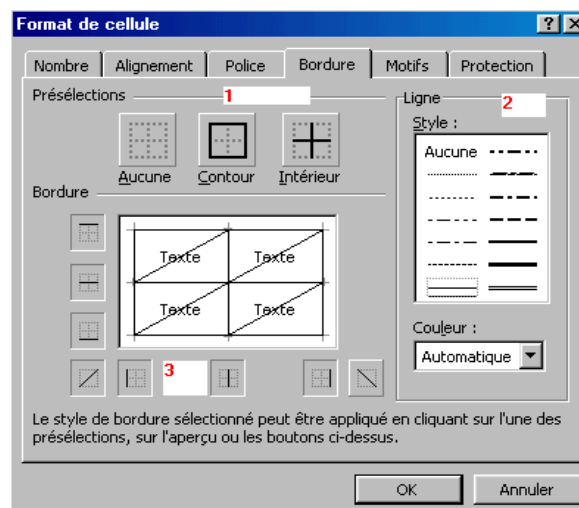 Format de cellule
Nombre Alignement Police Bordure Motifs Protection
Présélections 1
Aucune Contour Intérieur
Ligne 2
Style :
Aucune
Bordure
Texte Texte
Texte Texte
3
Couleur :
Automatique
Le style de bordure sélectionné peut être appliqué en cliquant sur l'une des
présélections, sur l'aperçu ou les boutons ci-dessus.
OK Annuler